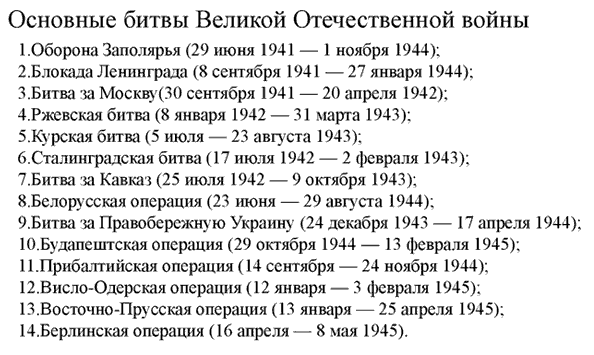 Основные битвы Великой Отечественной войны
1.Оборона Заполярья (29 июня 1941 — 1 ноября 1944);
2.Блокада Ленинграда (8 сентября 1941 — 27 января 1944);
3.Битва за Москву(30 сентября 1941 — 20 апреля 1942);
4.Ржевская битва (8 января 1942 — 31 марта 1943);
5.Курская битва (5 июля — 23 августа 1943);
6.Сталинградская битва (17 июля 1942 — 2 февраля 1943);
7.Битва за Кавказ (25 июля 1942 — 9 октября 1943);
8.Белорусская операция (23 июня — 29 августа 1944);
9.Битва за Правобережную Украину (24 декабря 1943 — 17 апреля 1944);
10.Будапештская операция (29 октября 1944 — 13 февраля 1945);
11.Прибалтийская операция (14 сентября — 24 ноября 1944);
12.Висло-Одерская операция (12 января — 3 февраля 1945);
13.Восточно-Прусская операция (13 января — 25 апреля 1945);
14.Берлинская операция (16 апреля — 8 мая 1945).